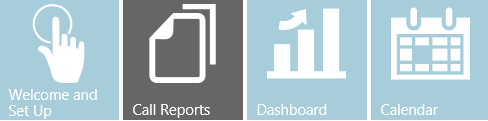 Welcome and
Set Up
Call Reports
Dashboard
Calendar